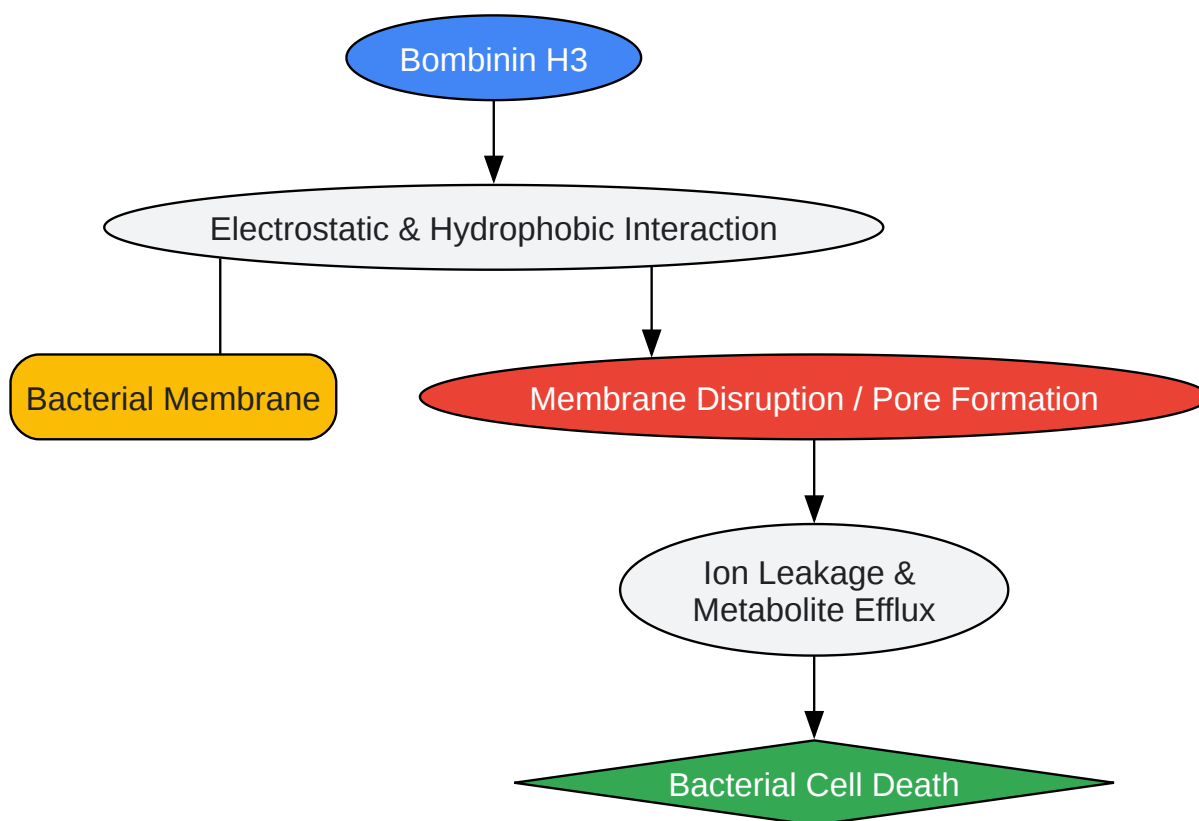 Bombinin H3
Electrostatic & Hydrophobic Interaction
Bacterial Membrane
Membrane Disruption / Pore Formation
Ion Leakage &
Metabolite Efflux
Bacterial Cell Death